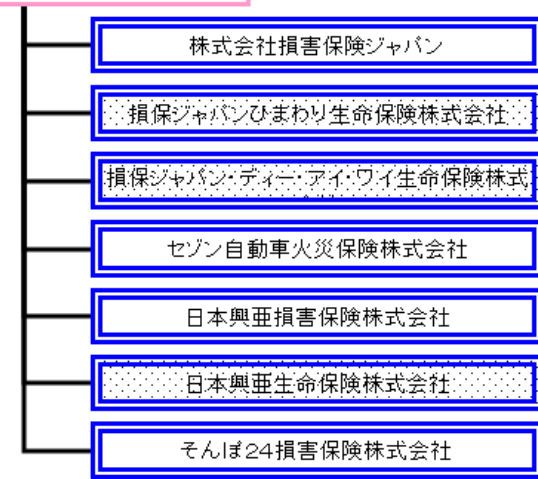 株式会社損害保険ジャパン
損保ジャパンひまわり生命保険株式会社
損保ジャパン・ディー・アイ・ワイ生命保険株式
セゾン自動車火災保険株式会社
日本興亜損害保険株式会社
日本興亜生命保険株式会社
そんぽ24損害保険株式会社